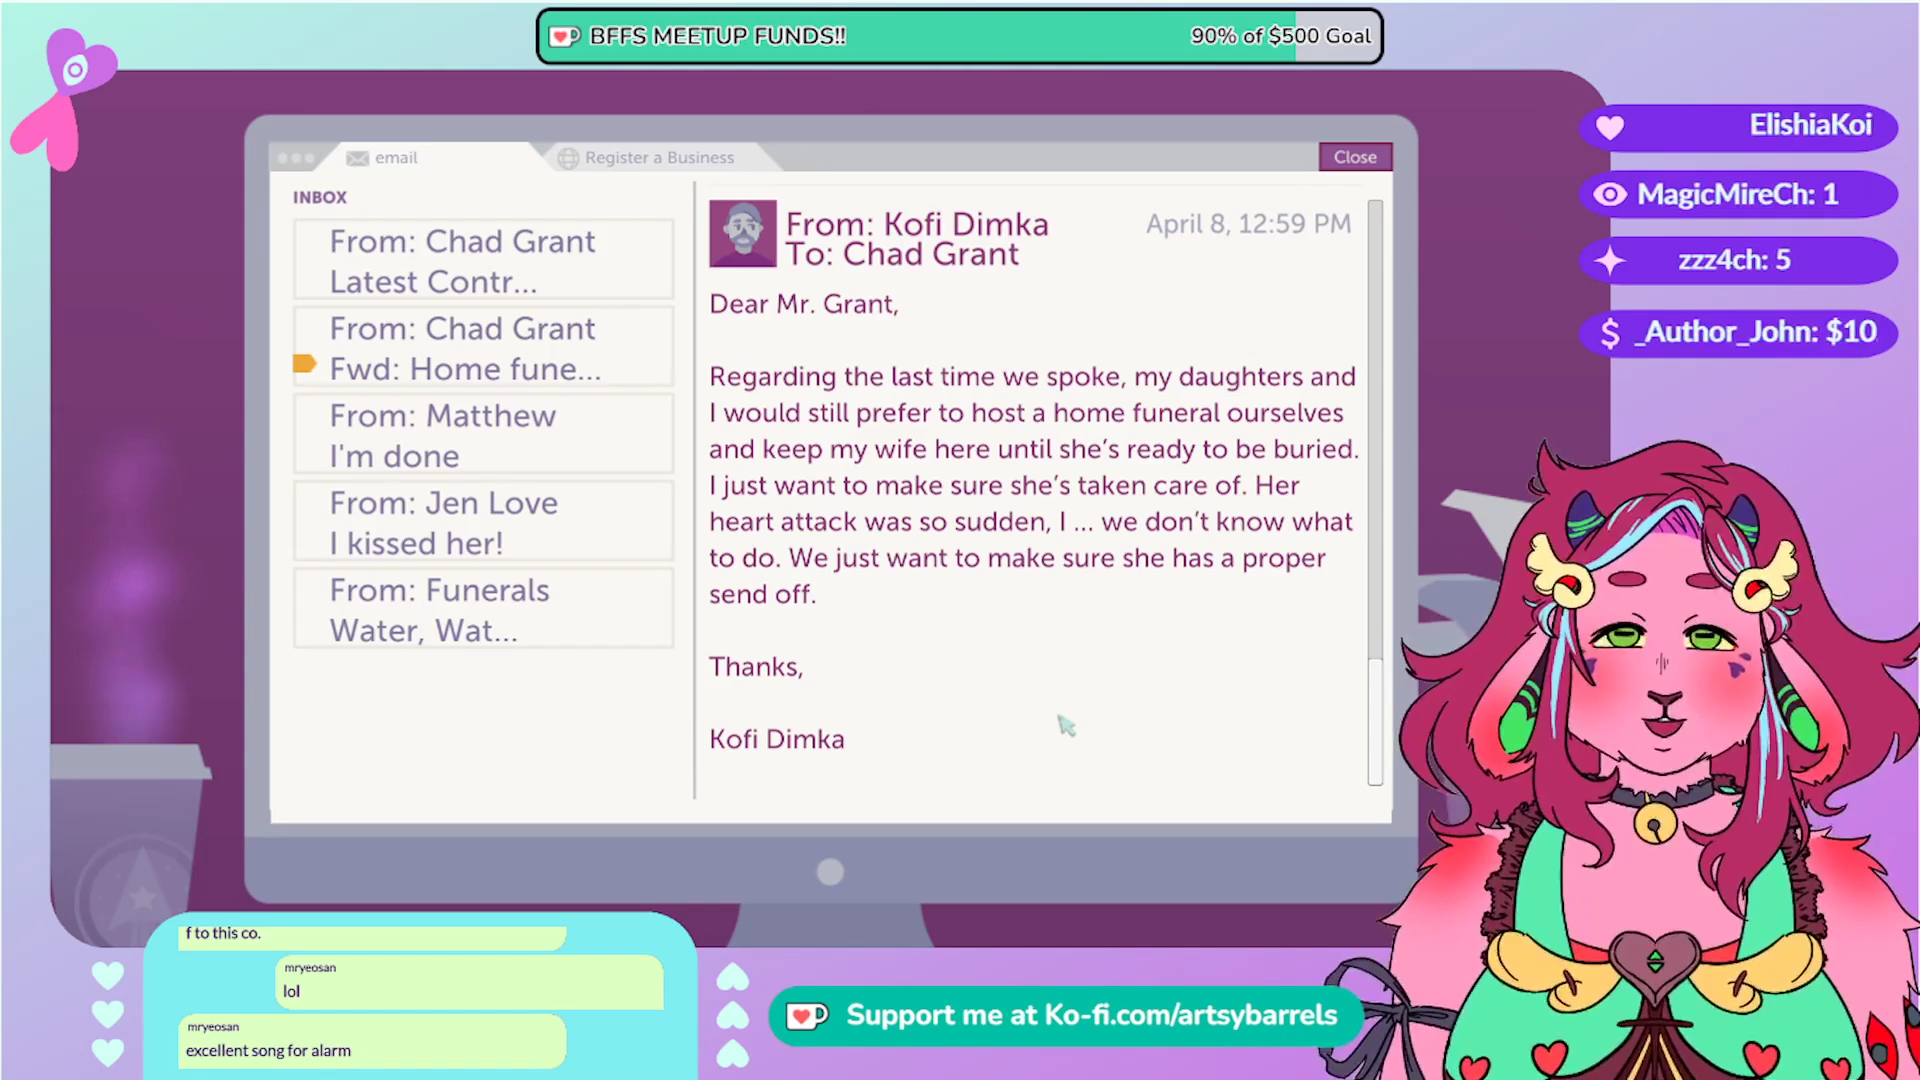 BFFS MEETUP FUNDS!!
90% of $500 Goal
email
Register a Business
Close
INBOX
From: Chad Grant
Latest Contr...
From: Chad Grant
Fwd: Home fune...
From: Matthew
I'm done
From: Jen Love
I kissed her!
From: Funerals
Water, Wat...
From: Kofi Dimka
To: Chad Grant
April 8, 12:59 PM
Dear Mr. Grant,
Regarding the last time we spoke, my daughters and
I would still prefer to host a home funeral ourselves
and keep my wife here until she's ready to be buried.
I just want to make sure she's taken care of. Her
heart attack was so sudden, I ... we don't know what
to do. We just want to make sure she has a proper
send off.
Thanks,
Kofi Dimka
ElishiaKoi
MagicMireCh: 1
zzz4ch: 5
_Author_John: $10
f to this co.
mryeosan
lol
mryeosan
excellent song for alarm
Support me at Ko-fi.com/artsybarrels